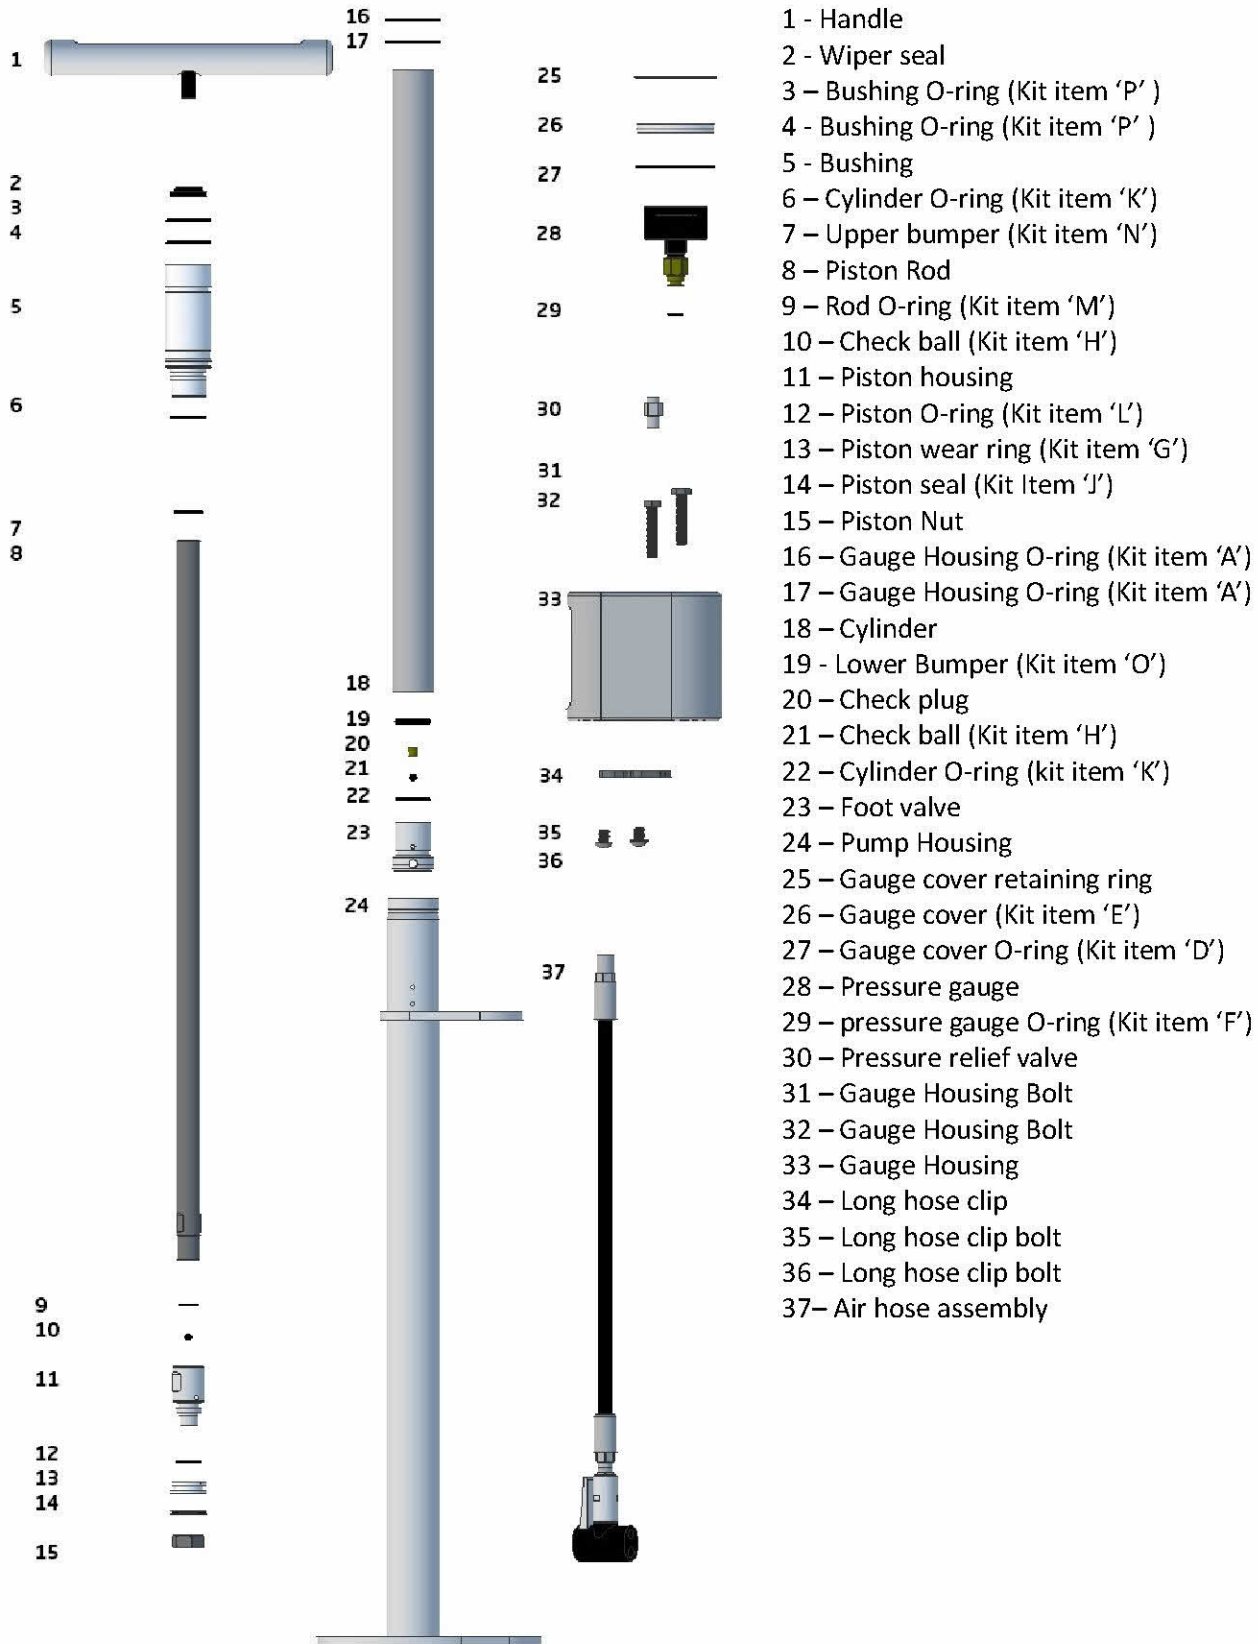 1
2
3
4
5
6
7
8
9
10
11
12
13
14
15
16
17
18
19
20
21
22
23
24
25
26
27
28
29
30
31
32
33
34
35
36
37
1 - Handle
2 - Wiper seal
3 – Bushing O-ring (Kit item ‘P’ )
4 - Bushing O-ring (Kit item ‘P’ )
5 - Bushing
6 – Cylinder O-ring (Kit item ‘K’)
7 – Upper bumper (Kit item ‘N’)
8 – Piston Rod
9 – Rod O-ring (Kit item ‘M’)
10 – Check ball (Kit item ‘H’)
11 – Piston housing
12 – Piston O-ring (Kit item ‘L’)
13 – Piston wear ring (Kit item ‘G’)
14 – Piston seal (Kit Item ‘J’)
15 – Piston Nut
16 – Gauge Housing O-ring (Kit item ‘A’)
17 – Gauge Housing O-ring (Kit item ‘A’)
18 – Cylinder
19 - Lower Bumper (Kit item ‘O’)
20 – Check plug
21 – Check ball (Kit item ‘H’)
22 – Cylinder O-ring (kit item ‘K’)
23 – Foot valve
24 – Pump Housing
25 – Gauge cover retaining ring
26 – Gauge cover (Kit item ‘E’)
27 – Gauge cover O-ring (Kit item ‘D’)
28 – Pressure gauge
29 – pressure gauge O-ring (Kit item ‘F’)
30 – Pressure relief valve
31 – Gauge Housing Bolt
32 – Gauge Housing Bolt
33 – Gauge Housing
34 – Long hose clip
35 – Long hose clip bolt
36 – Long hose clip bolt
37– Air hose assembly